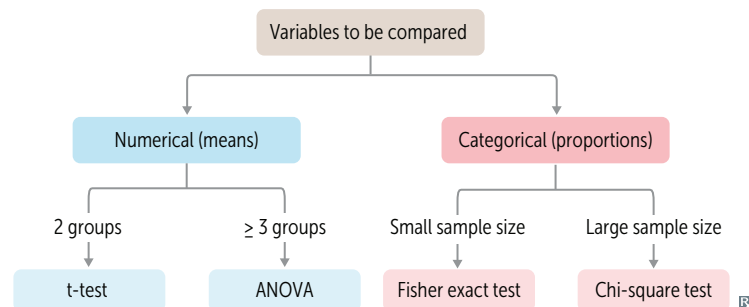 Variables to be compared
Numerical (means)
Categorical (proportions)
2 groups
≥ 3 groups
Small sample size
Large sample size
t-test
ANOVA
Fisher exact test
Chi-square test
R